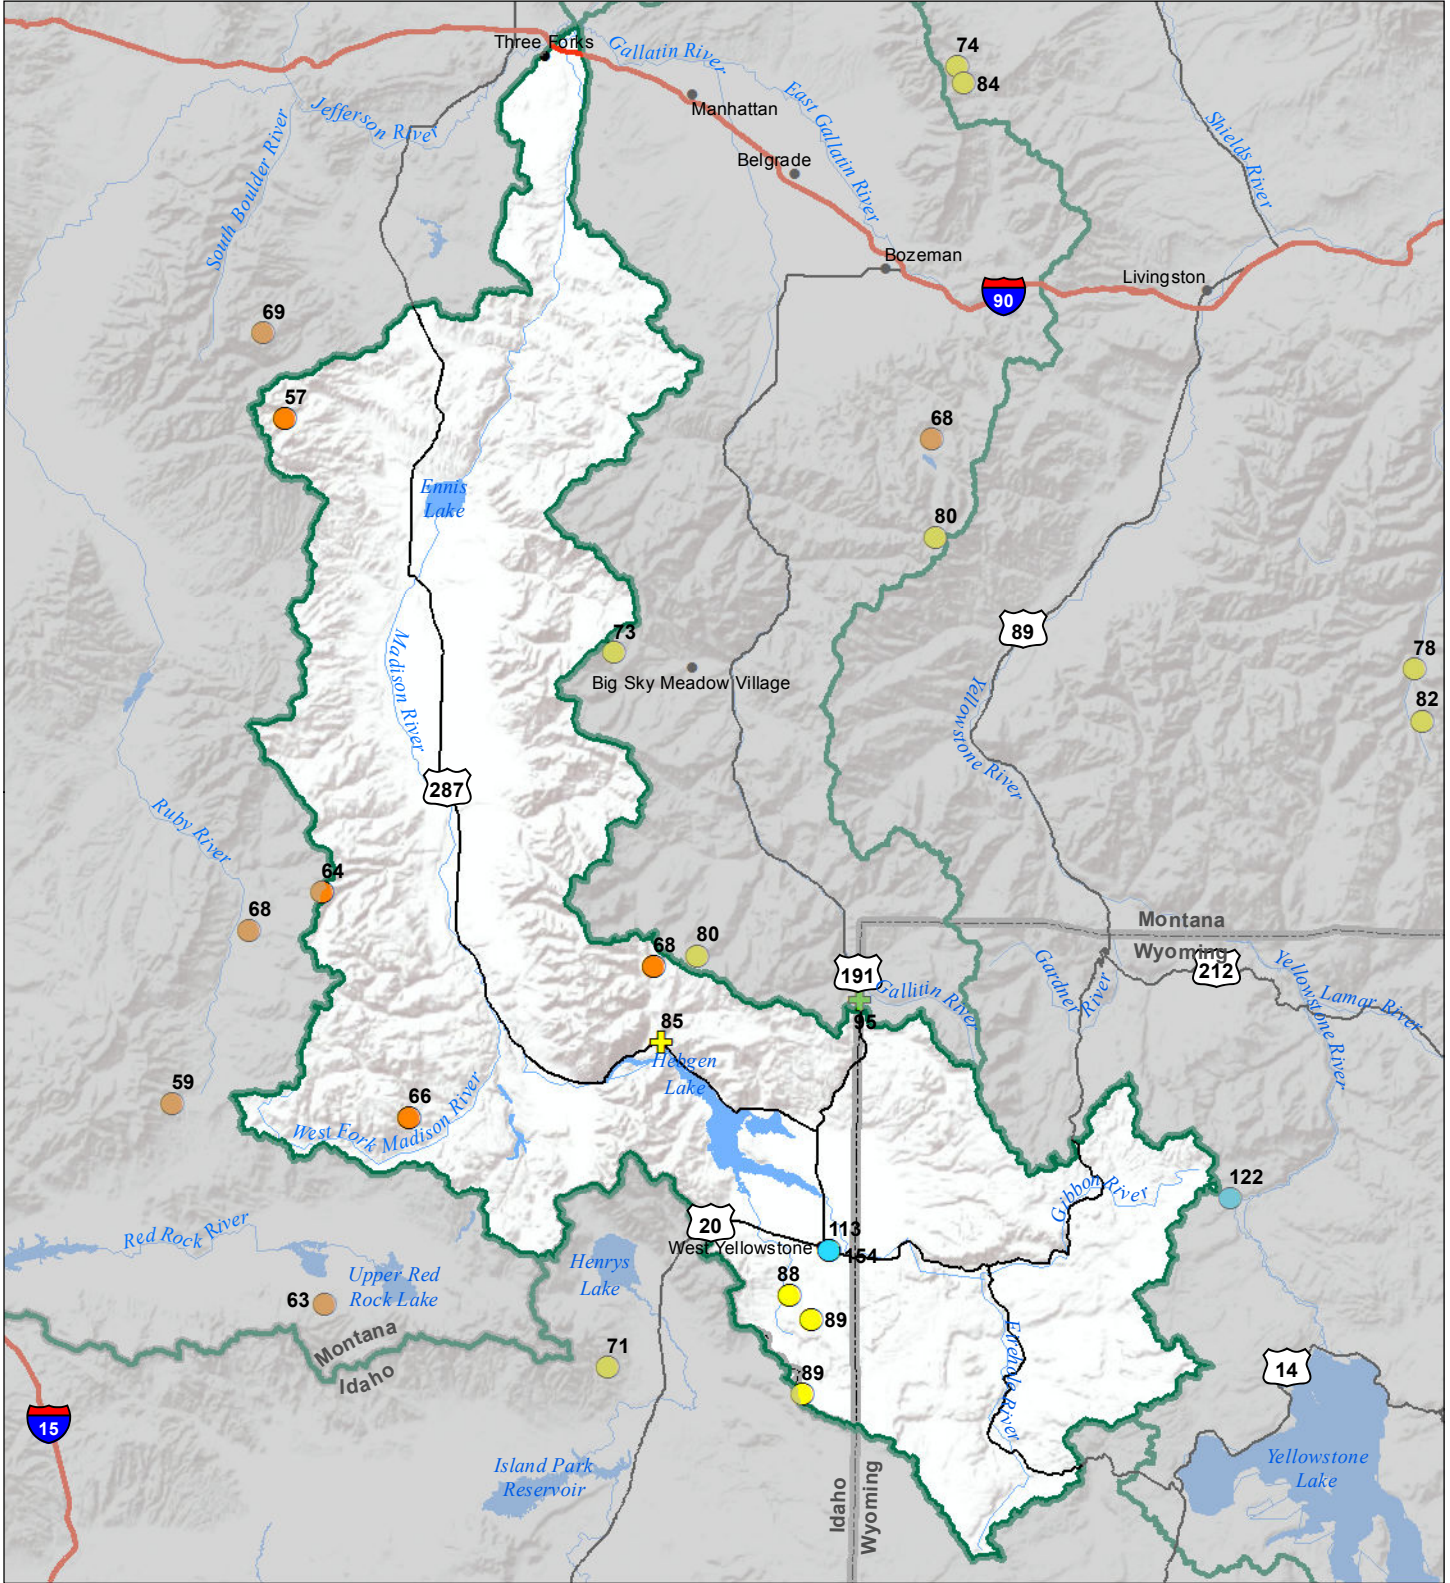 Three Forks
Gallatin River
74
84
Manhattan
East Gallatin River
Jefferson River
South Boulder River
Shields River
Belgrade
Bozeman
Livingston
90
69
57
68
Ennis
Lake
80
89
73
Madison River
Big Sky Meadow Village
78
82
Yellowstone River
287
Ruby River
64
68
68
80
Montana
Wyoming
191
212
Gallitin River
Gardner
River
Yellowstone River
Lamar River
95
85
Hebgen
Lake
59
66
West Fork Madison River
Gibbon River
122
20
113
West Yellowstone
154
Red Rock River
Henrys
Lake
Upper Red
Rock Lake
63
88
89
Montana
Idaho
71
89
Firehole River
14
15
Island Park
Reservoir
Idaho
Wyoming
Yellowstone
Lake